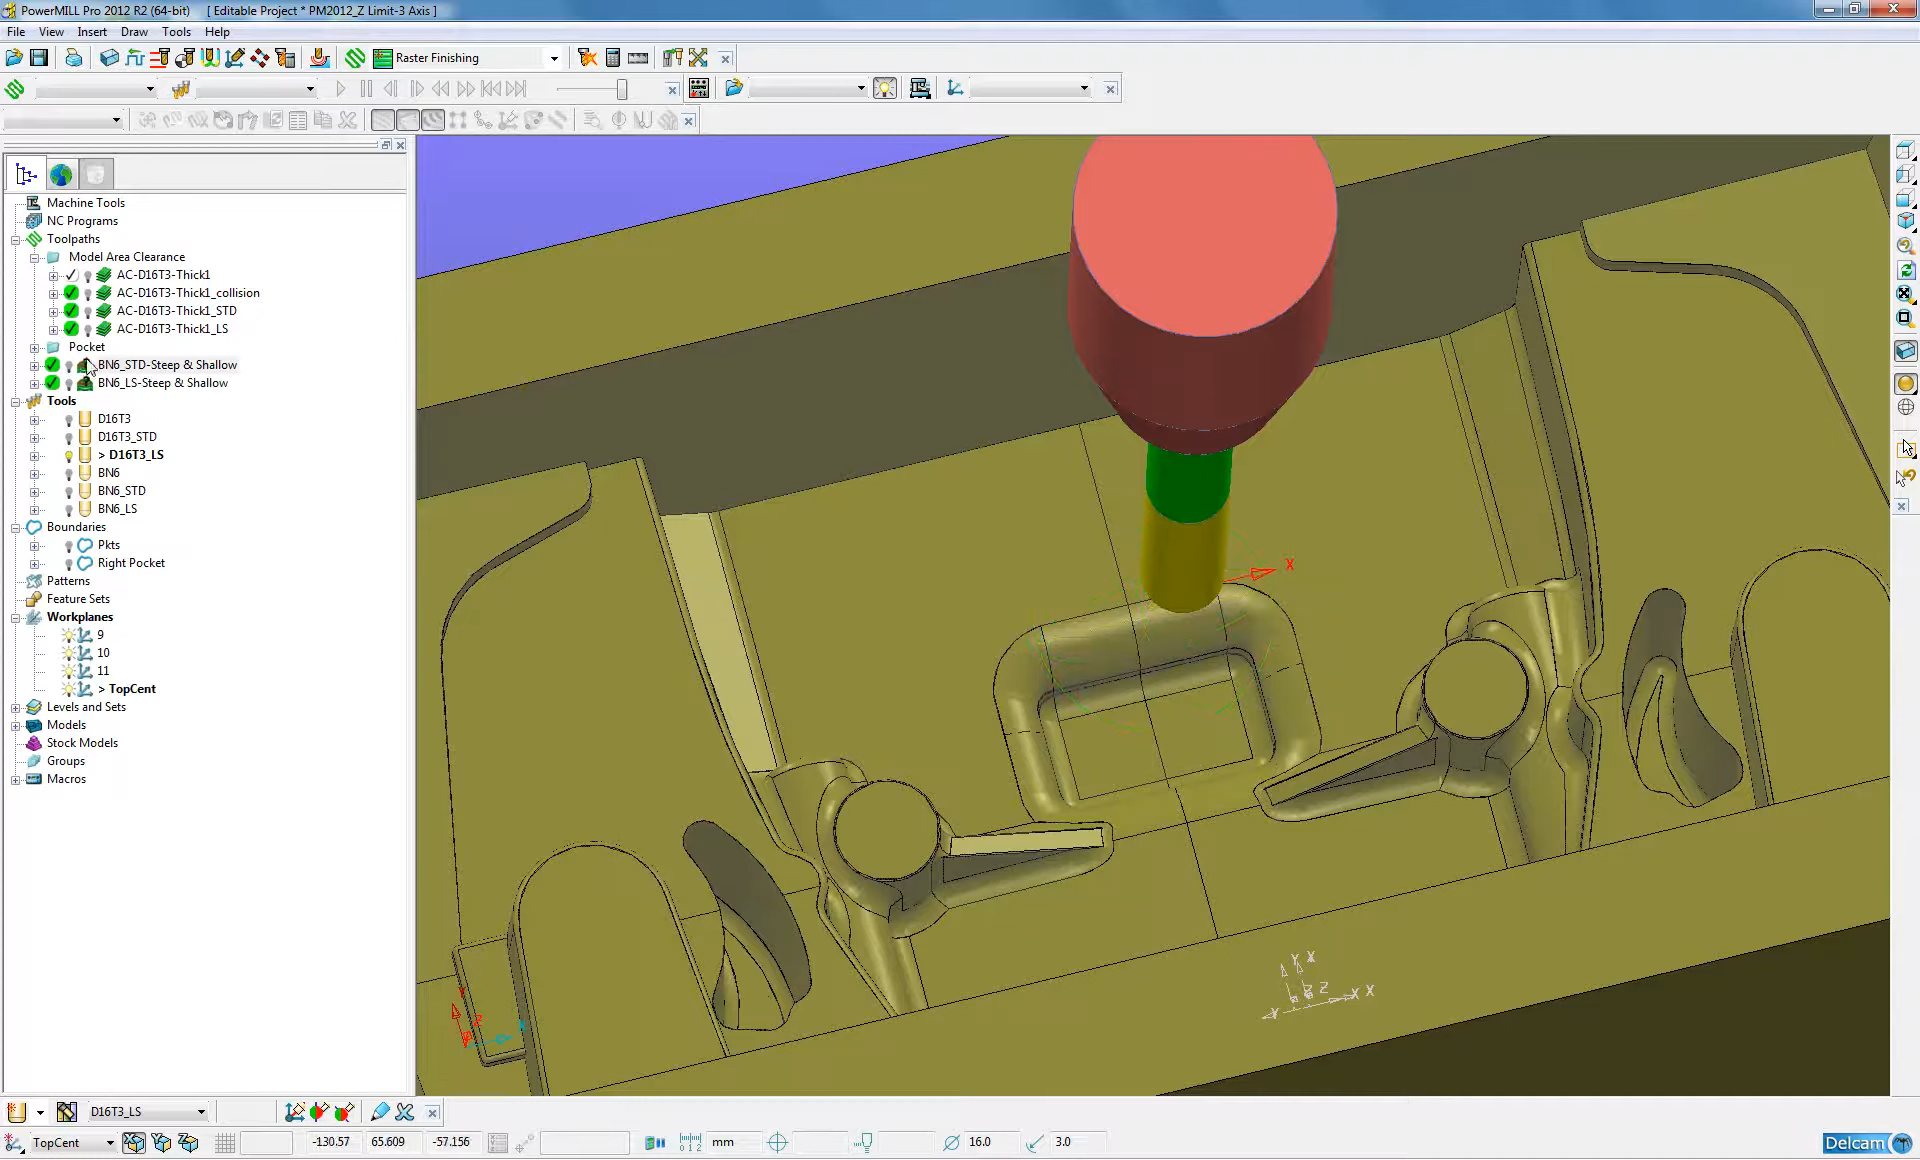 PowerMILL Pro 2012 R2 (64-bit) [ Editable Project * PM2012_Z Limit-3 Axis ]
File View Insert Draw Tools Help
Raster Finishing
Machine Tools
NC Programs
Toolpaths
Model Area Clearance
AC-D16T3-Thick1
AC-D16T3-Thick1_collision
AC-D16T3-Thick1_STD
AC-D16T3-Thick1_LS
Pocket
BN6_STD-Steep & Shallow
BN6_LS-Steep & Shallow
Tools
D16T3
D16T3_STD
> D16T3_LS
BN6
BN6_STD
BN6_LS
Boundaries
Pkts
Right Pocket
Patterns
Feature Sets
Workplanes
9
10
11
> TopCent
Levels and Sets
Models
Stock Models
Groups
Macros
X
Y X
Z
X X
Z
D16T3_LS
TopCent -130.57 65.609 -57.156 mm 16.0 3.0
Delcam